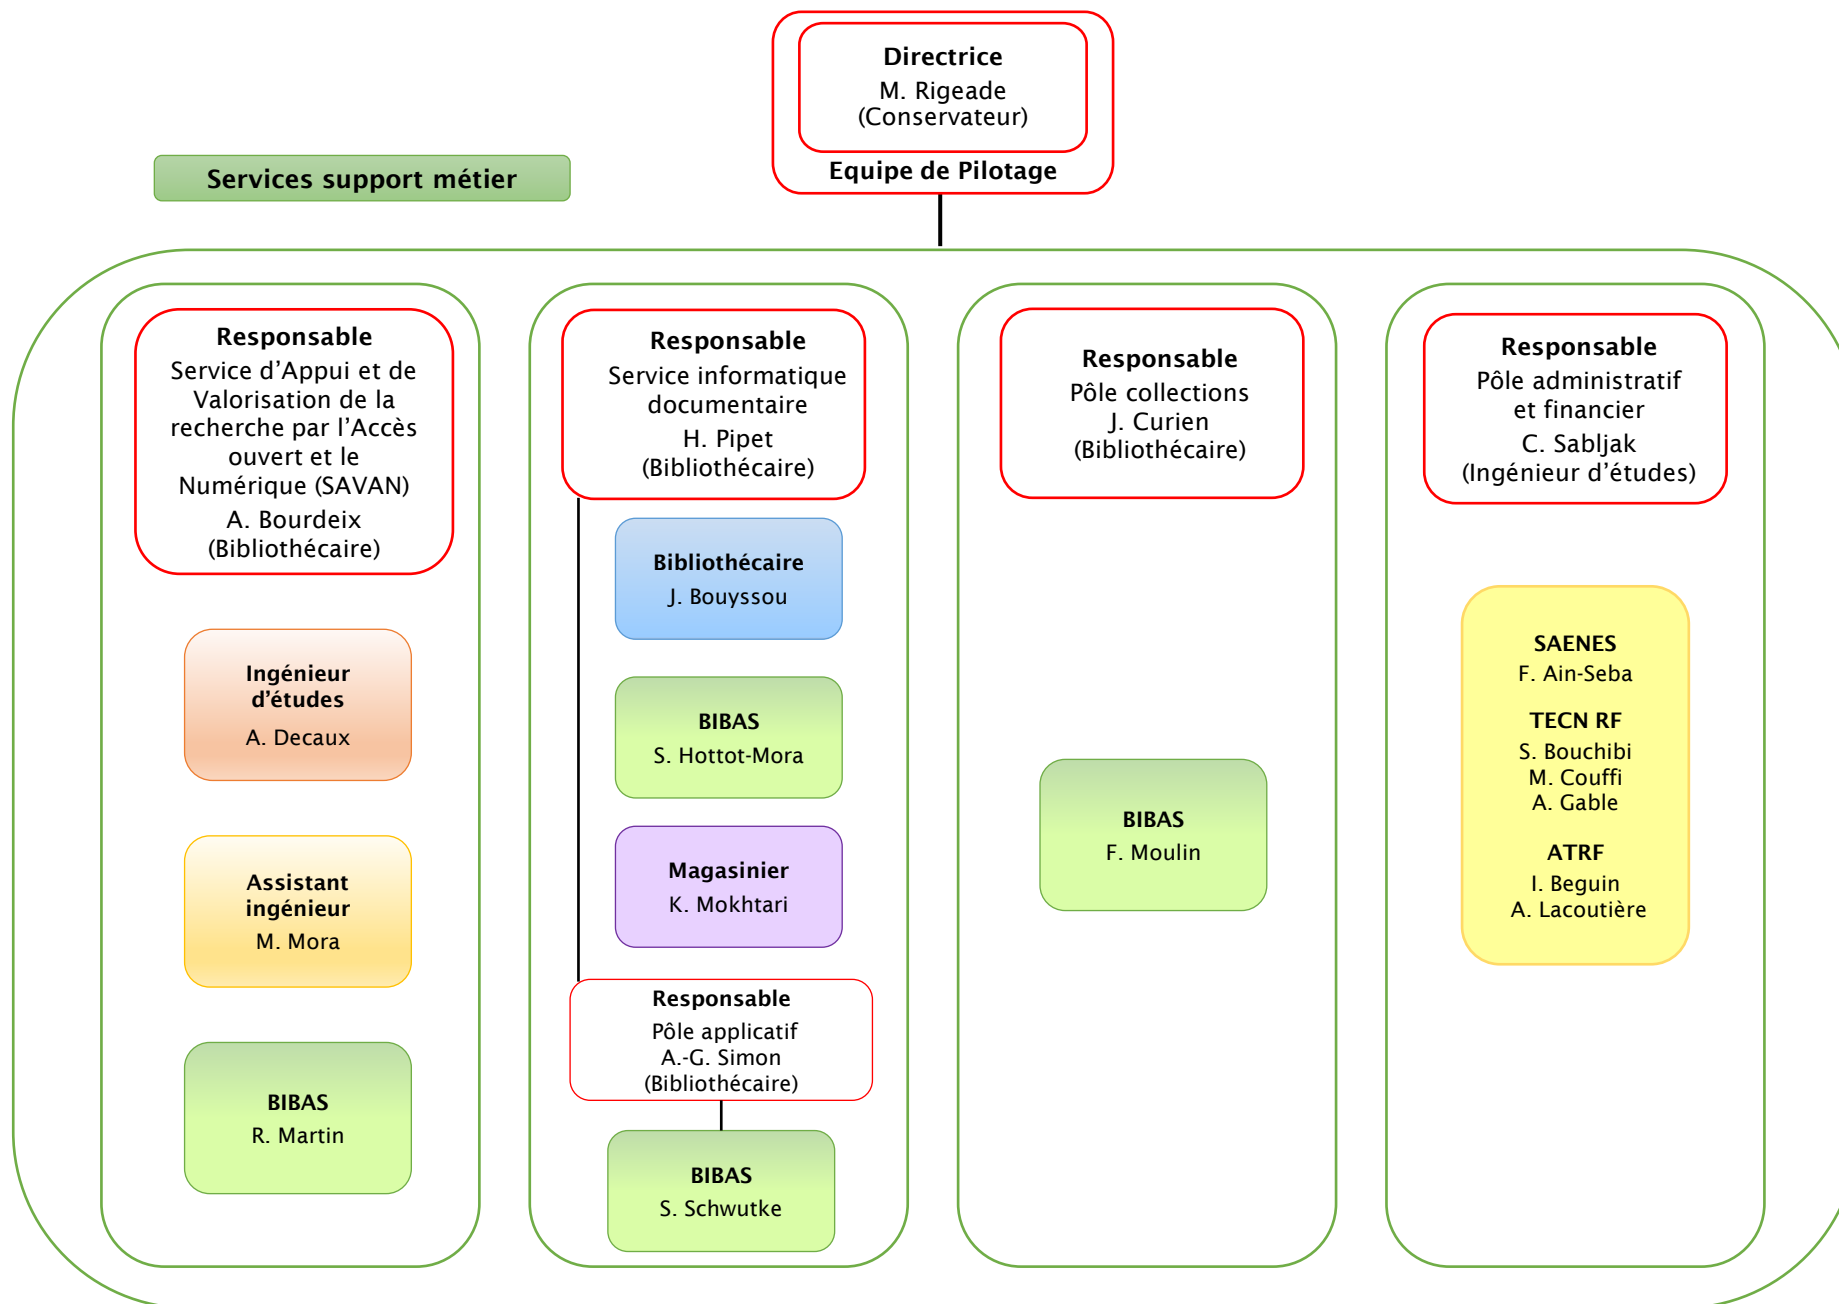 Directrice
M. Rigeade
(Conservateur)
Equipe de Pilotage
Services support métier
Responsable
Service d’Appui et de
Valorisation de la
recherche par l’Accès
ouvert et le
Numérique (SAVAN)
A. Bourdeix
(Bibliothécaire)
Ingénieur
d’études
A. Decaux
Assistant
ingénieur
M. Mora
BIBAS
R. Martin
Responsable
Service informatique
documentaire
H. Pipet
(Bibliothécaire)
Bibliothécaire
J. Bouyssou
BIBAS
S. Hottot-Mora
Magasinier
K. Mokhtari
Responsable
Pôle applicatif
A.-G. Simon
(Bibliothécaire)
BIBAS
S. Schwutke
Responsable
Pôle collections
J. Curien
(Bibliothécaire)
BIBAS
F. Moulin
Responsable
Pôle administratif
et financier
C. Sabljak
(Ingénieur d’études)
SAENES
F. Ain-Seba
TECN RF
S. Bouchibi
M. Couffi
A. Gable
ATRF
I. Beguin
A. Lacoutière